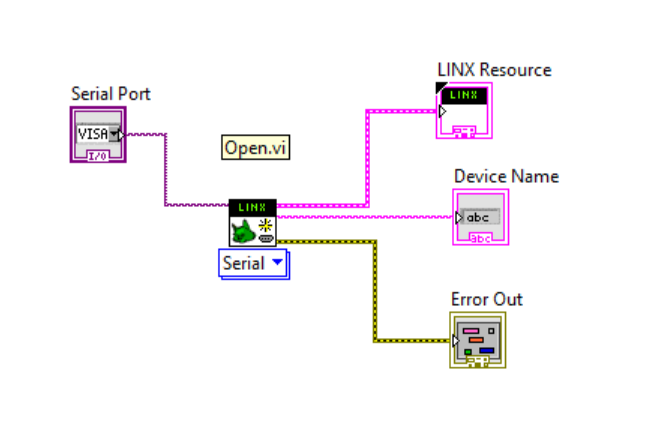 LINX Resource
Serial Port
LINX
VISA
I/O
Open.vi
Device Name
LINX
abc
abc
Serial
Error Out